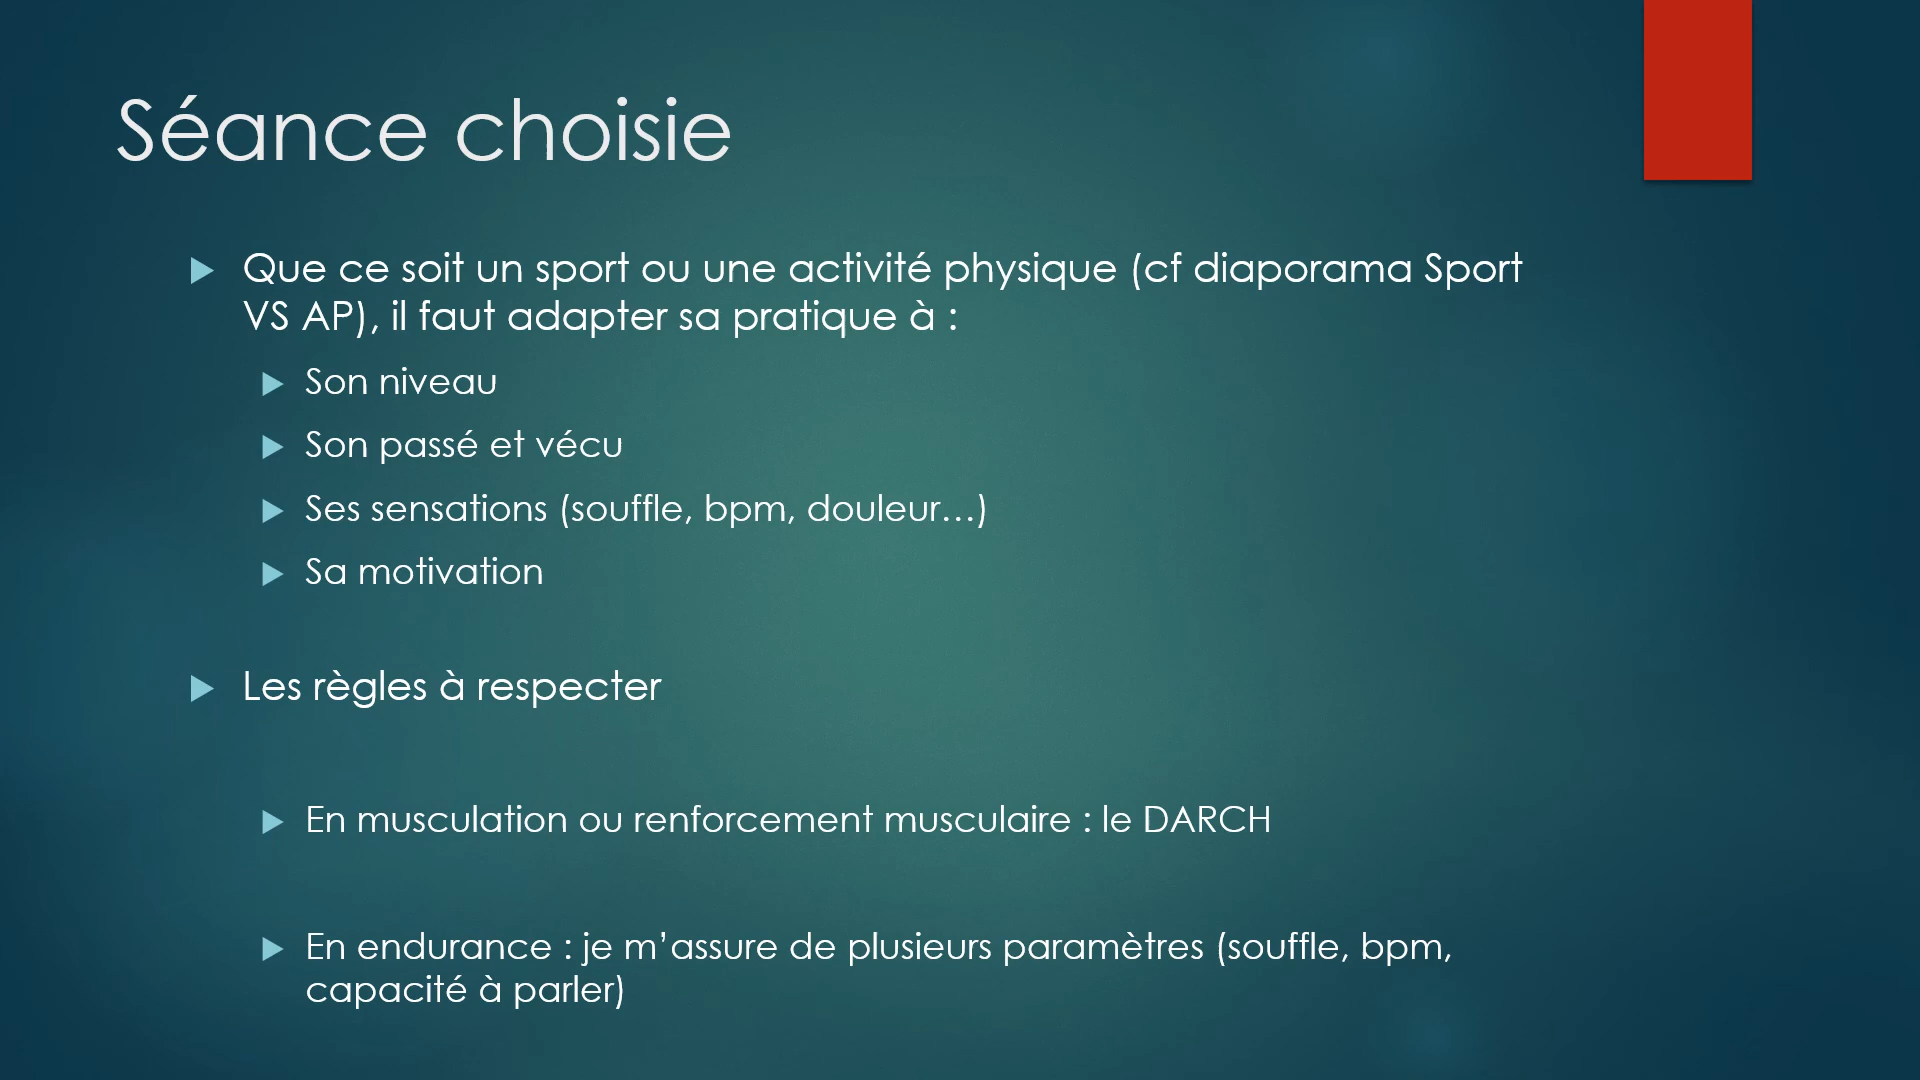 Séance choisie
Que ce soit un sport ou une activité physique (cf diaporama Sport
VS AP), il faut adapter sa pratique à :
Son niveau
Son passé et vécu
Ses sensations (souffle, bpm, douleur…)
Sa motivation
Les règles à respecter
En musculation ou renforcement musculaire : le DARCH
En endurance : je m’assure de plusieurs paramètres (souffle, bpm,
capacité à parler)